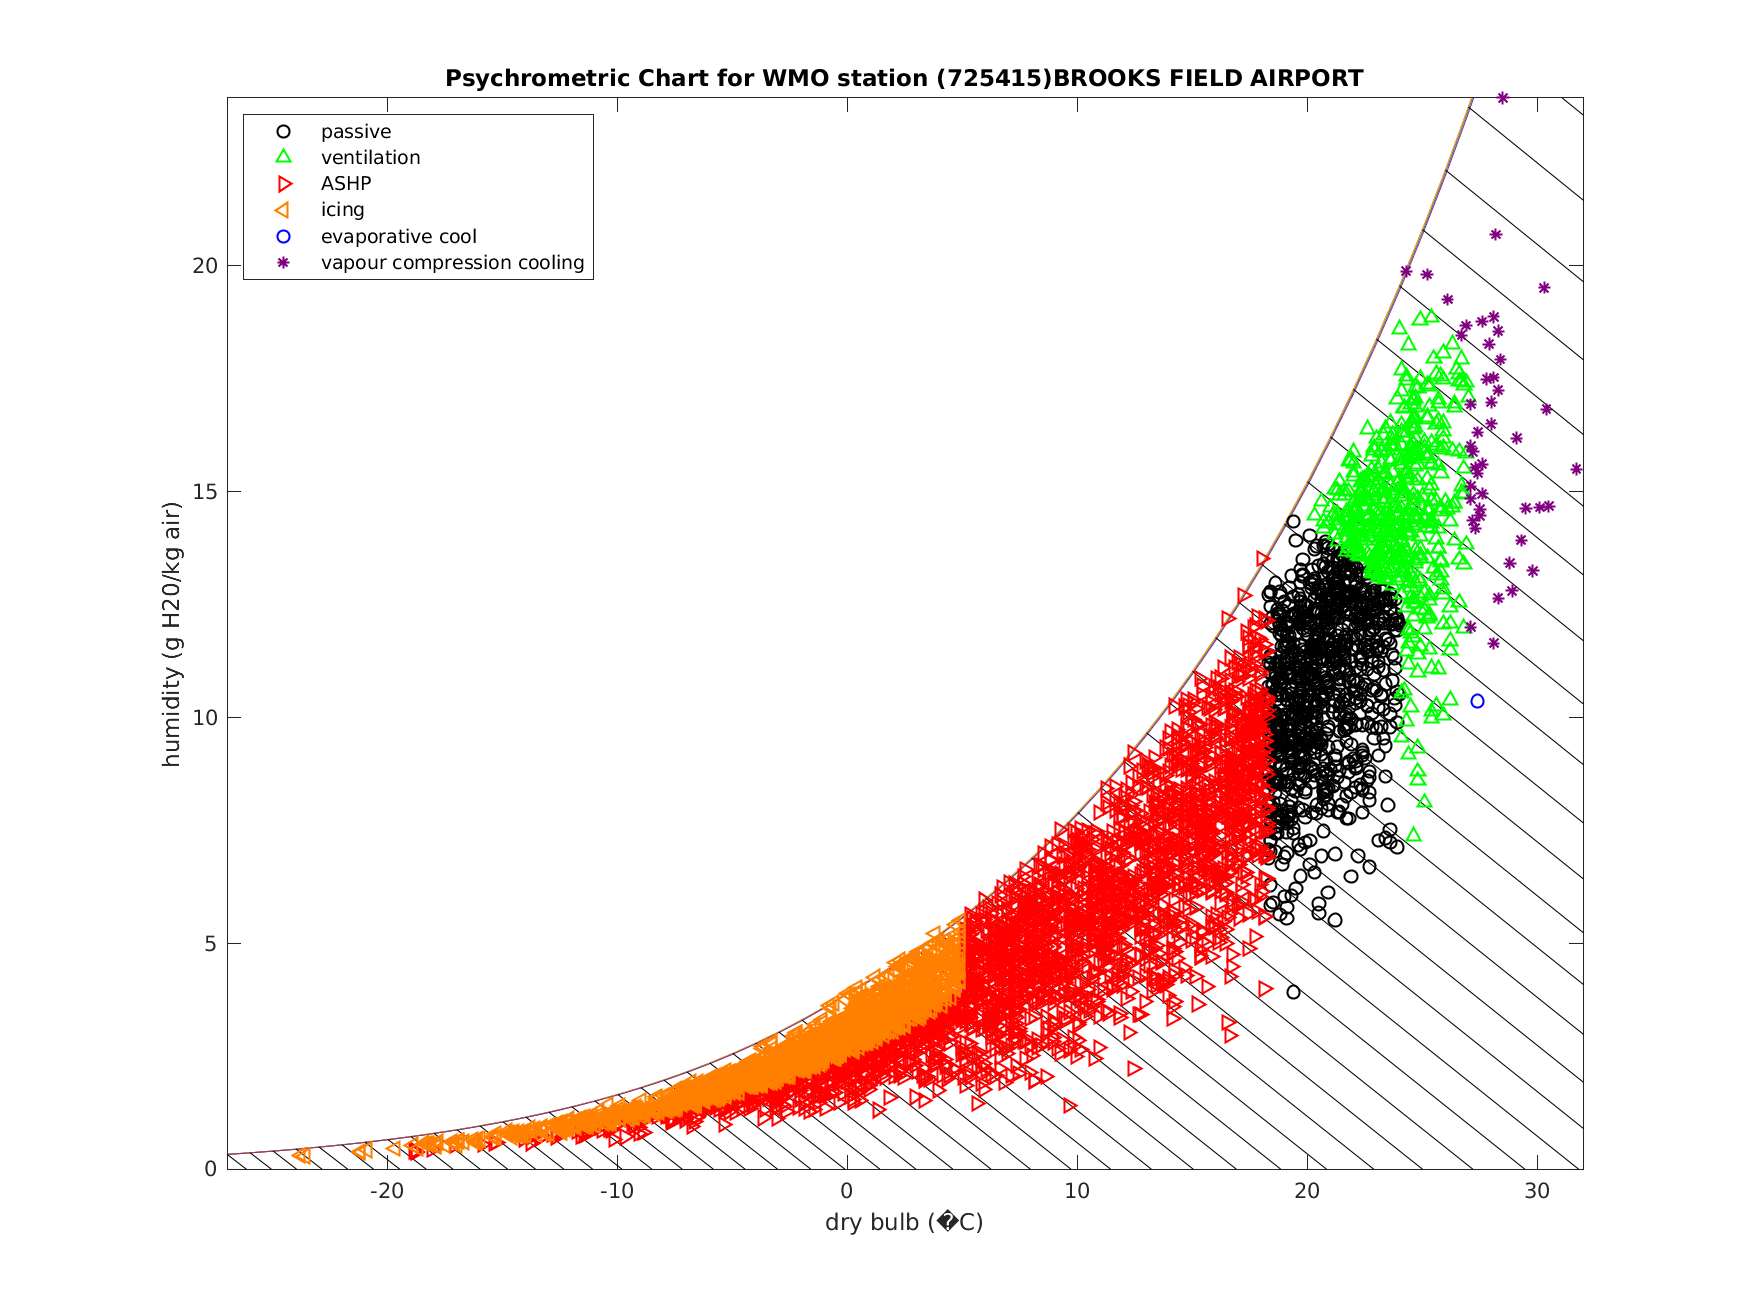 Psychrometric Chart for WMO station (725415)BROOKS FIELD AIRPORT
passive
ventilation
ASHP
icing
evaporative cool
vapour compression cooling
humidity (g H20/kg air)
20
15
10
5
0
-20
-10
0
10
20
30
dry bulb (�C)